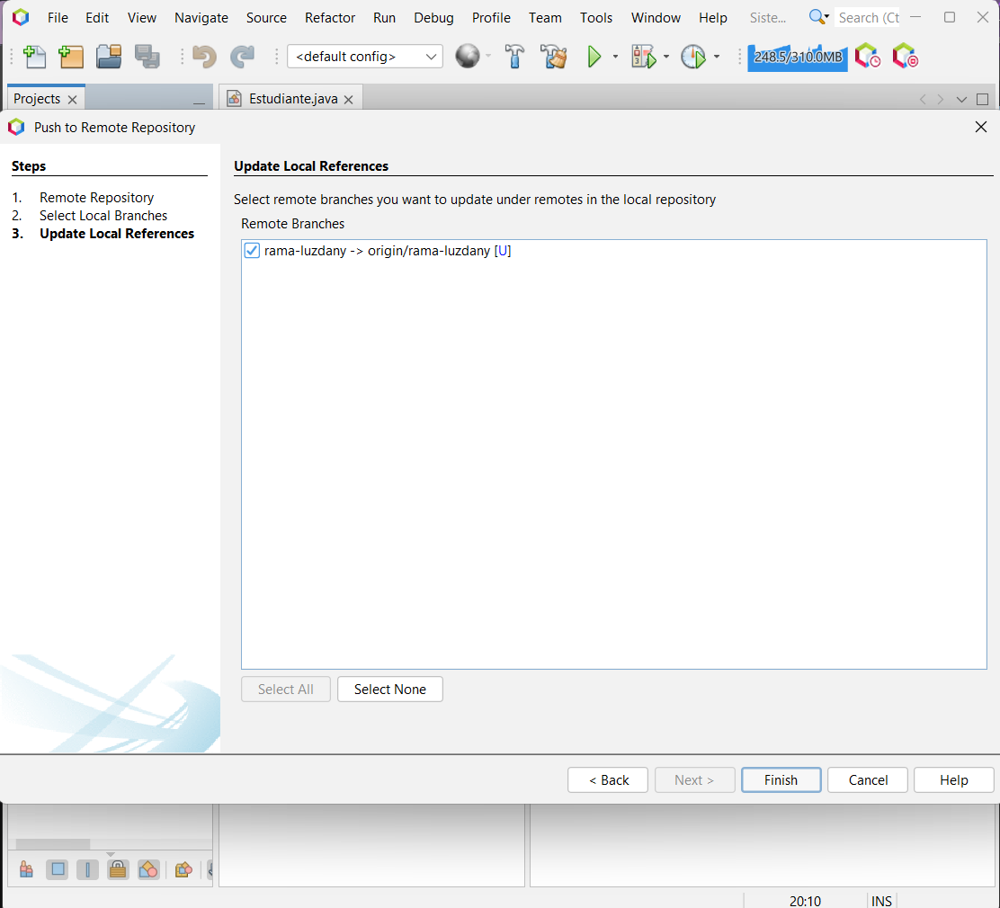 File Edit View Navigate Source Refactor Run Debug Profile Team Tools Window Help Siste... Search (Ct
<default config> 248.5/310.0MB
Projects Estudiante.java
Push to Remote Repository
Steps
1. Remote Repository
2. Select Local Branches
3. Update Local References
Update Local References
Select remote branches you want to update under remotes in the local repository
Remote Branches
rama-luzdany -> origin/rama-luzdany [U]
Select All Select None
< Back Next > Finish Cancel Help
20:10 INS